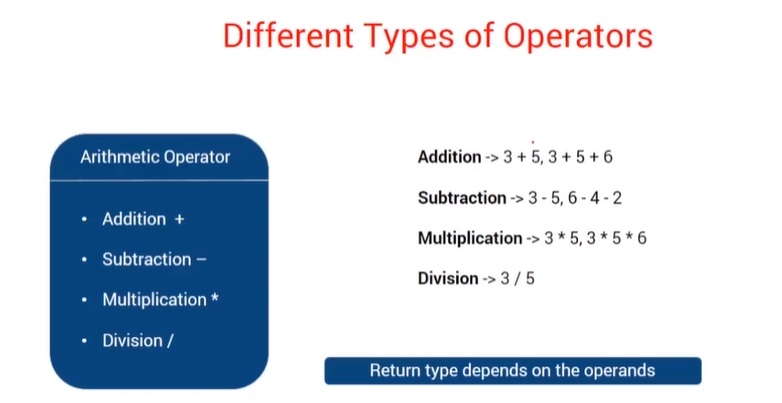 Different Types of Operators
Arithmetic Operator
• Addition +
• Subtraction –
• Multiplication *
• Division /
Addition -> 3 + 5, 3 + 5 + 6
Subtraction -> 3 - 5, 6 - 4 - 2
Multiplication -> 3 * 5, 3 * 5 * 6
Division -> 3 / 5
Return type depends on the operands